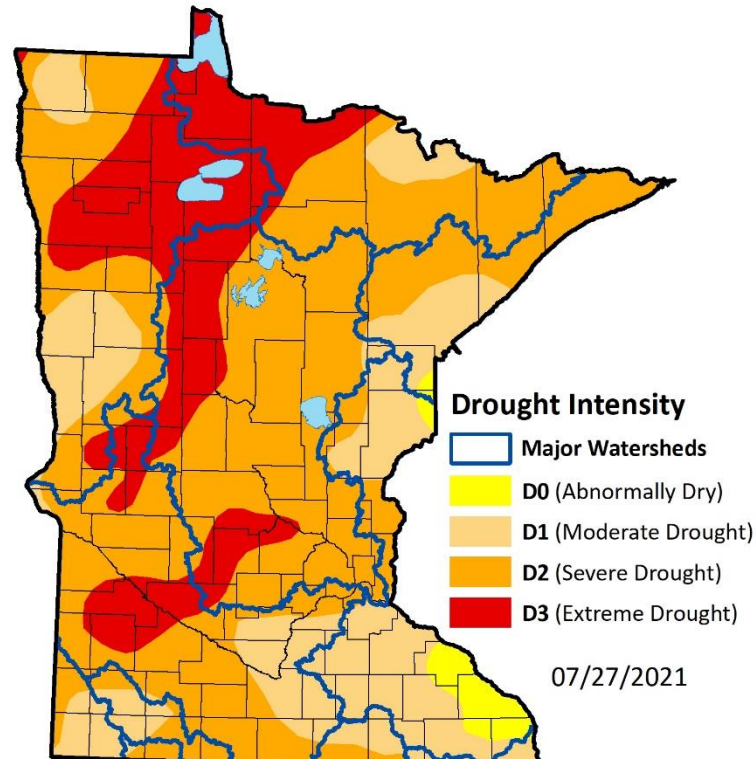 Drought Intensity
Major Watersheds
D0 (Abnormally Dry)
D1 (Moderate Drought)
D2 (Severe Drought)
D3 (Extreme Drought)
07/27/2021